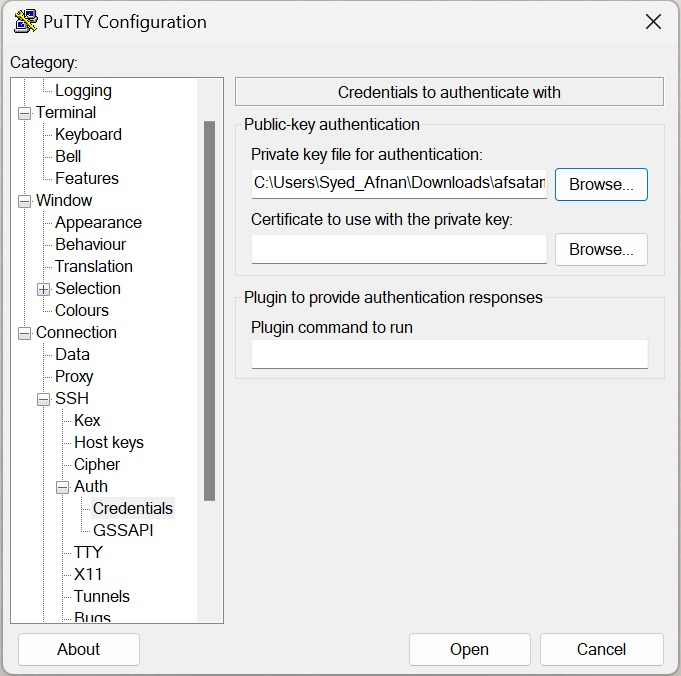 PuTTY Configuration
Category:
Logging
Terminal
Keyboard
Bell
Features
Window
Appearance
Behaviour
Translation
Selection
Colours
Connection
Data
Proxy
SSH
Kex
Host keys
Cipher
Auth
Credentials
GSSAPI
TTY
X11
Tunnels
Bugs
Credentials to authenticate with
Public-key authentication
Private key file for authentication:
C:\Users\Syed_Afnan\Downloads\afsatar
Browse...
Certificate to use with the private key:
Browse...
Plugin to provide authentication responses
Plugin command to run
About
Open
Cancel